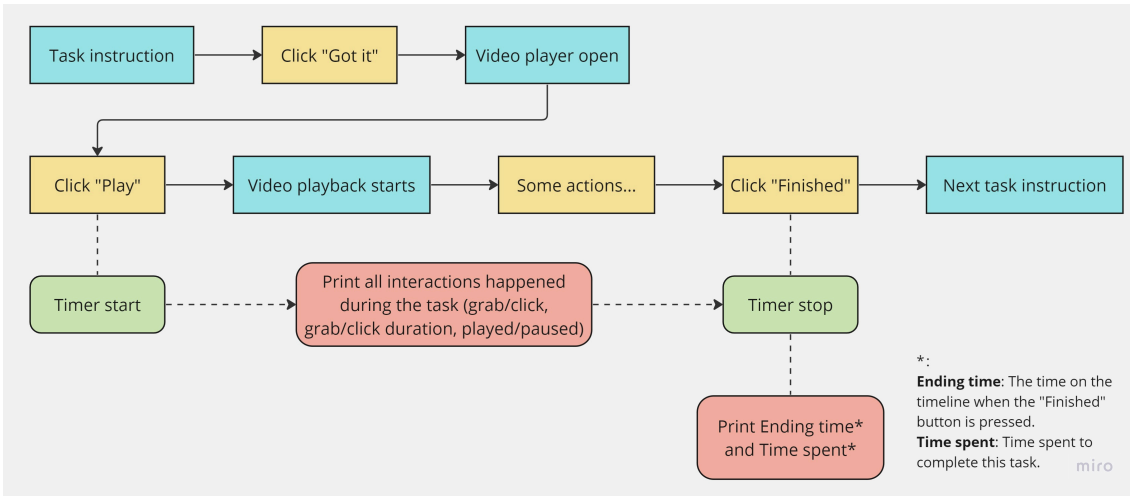 Task instruction
Click "Got it"
Video player open
Click "Play"
Video playback starts
Some actions...
Click "Finished"
Next task instruction
Timer start
Print all interactions happened
during the task (grab/click,
grab/click duration, played/paused)
Timer stop
Print Ending time*
and Time spent*
*:
Ending time: The time on the
timeline when the "Finished"
button is pressed.
Time spent: Time spent to
complete this task.
miro